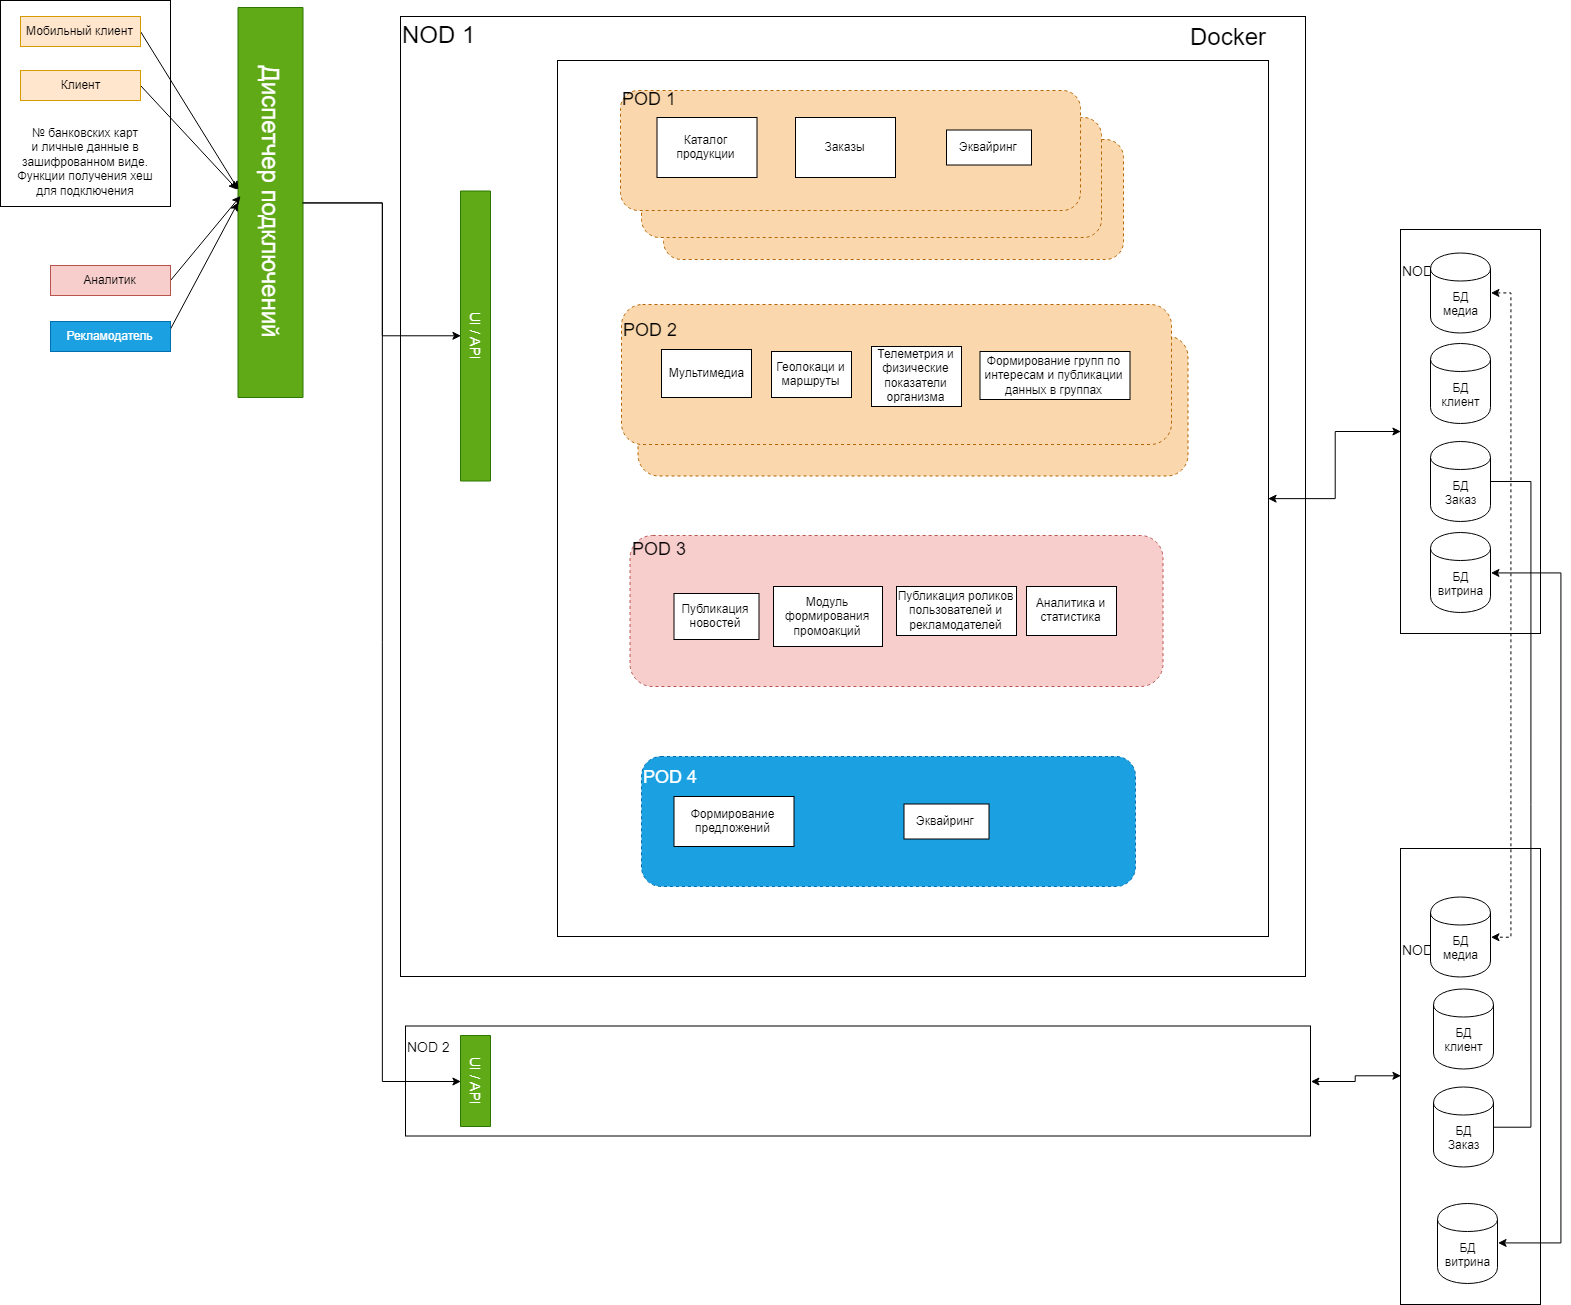 Мобильный клиент
Клиент
№ банковских карт
и личные данные в
зашифрованном виде.
Функции получения хеш
для подключения
Аналитик
Рекламодатель
Диспетчер подключений
NOD 1
Docker
UI / API
POD 1
Каталог
продукции
Заказы
Эквайринг
POD 2
Мультимедиа
Геолокаци и
маршруты
Телеметрия и
физические
показатели
организма
Формирование групп по
интересам и публикации
данных в группах
POD 3
Публикация
новостей
Модуль
формирования
промоакций
Публикация роликов
пользователей и
рекламодателей
Аналитика и
статистика
POD 4
Формирование
предложений
Эквайринг
NOD 2
UI / API
NOD
БД
медиа
БД
клиент
БД
Заказ
БД
витрина
NOD
БД
медиа
БД
клиент
БД
Заказ
БД
витрина